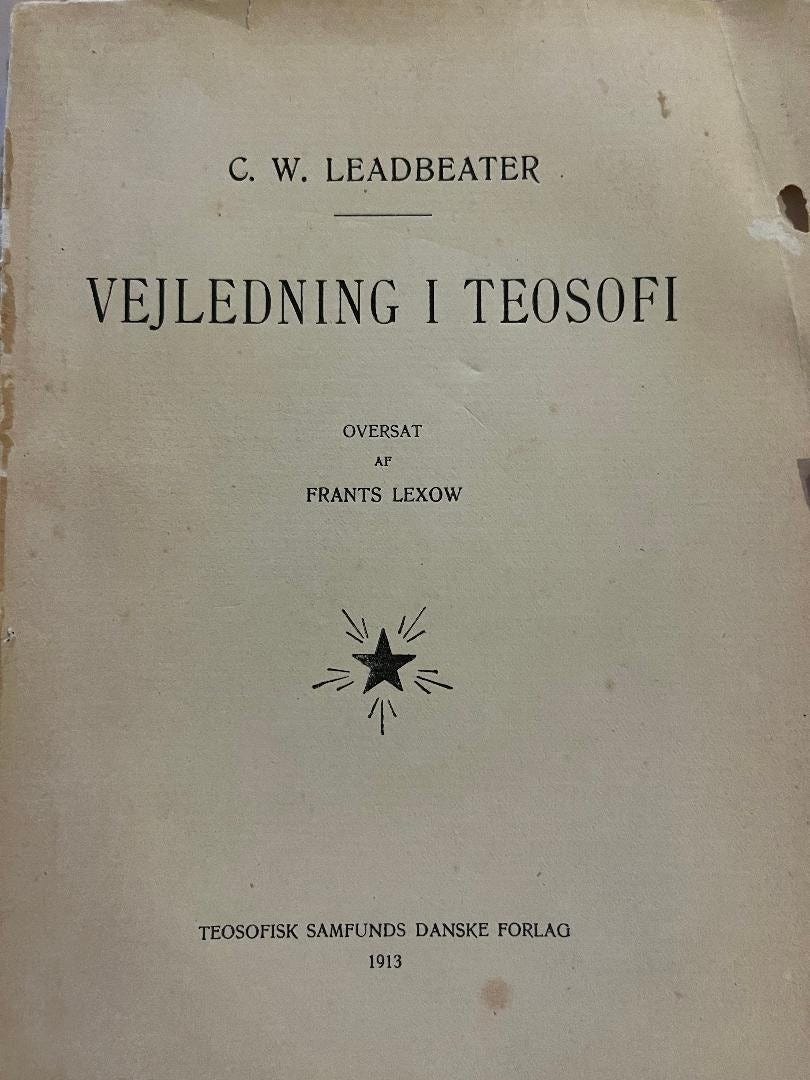 C. W. LEADBEATER
VEJLEDNING I TEOSOFI
OVERSAT
AF
FRANTS LEXOW
TEOSOFISK SAMFUNDS DANSKE FORLAG
1913